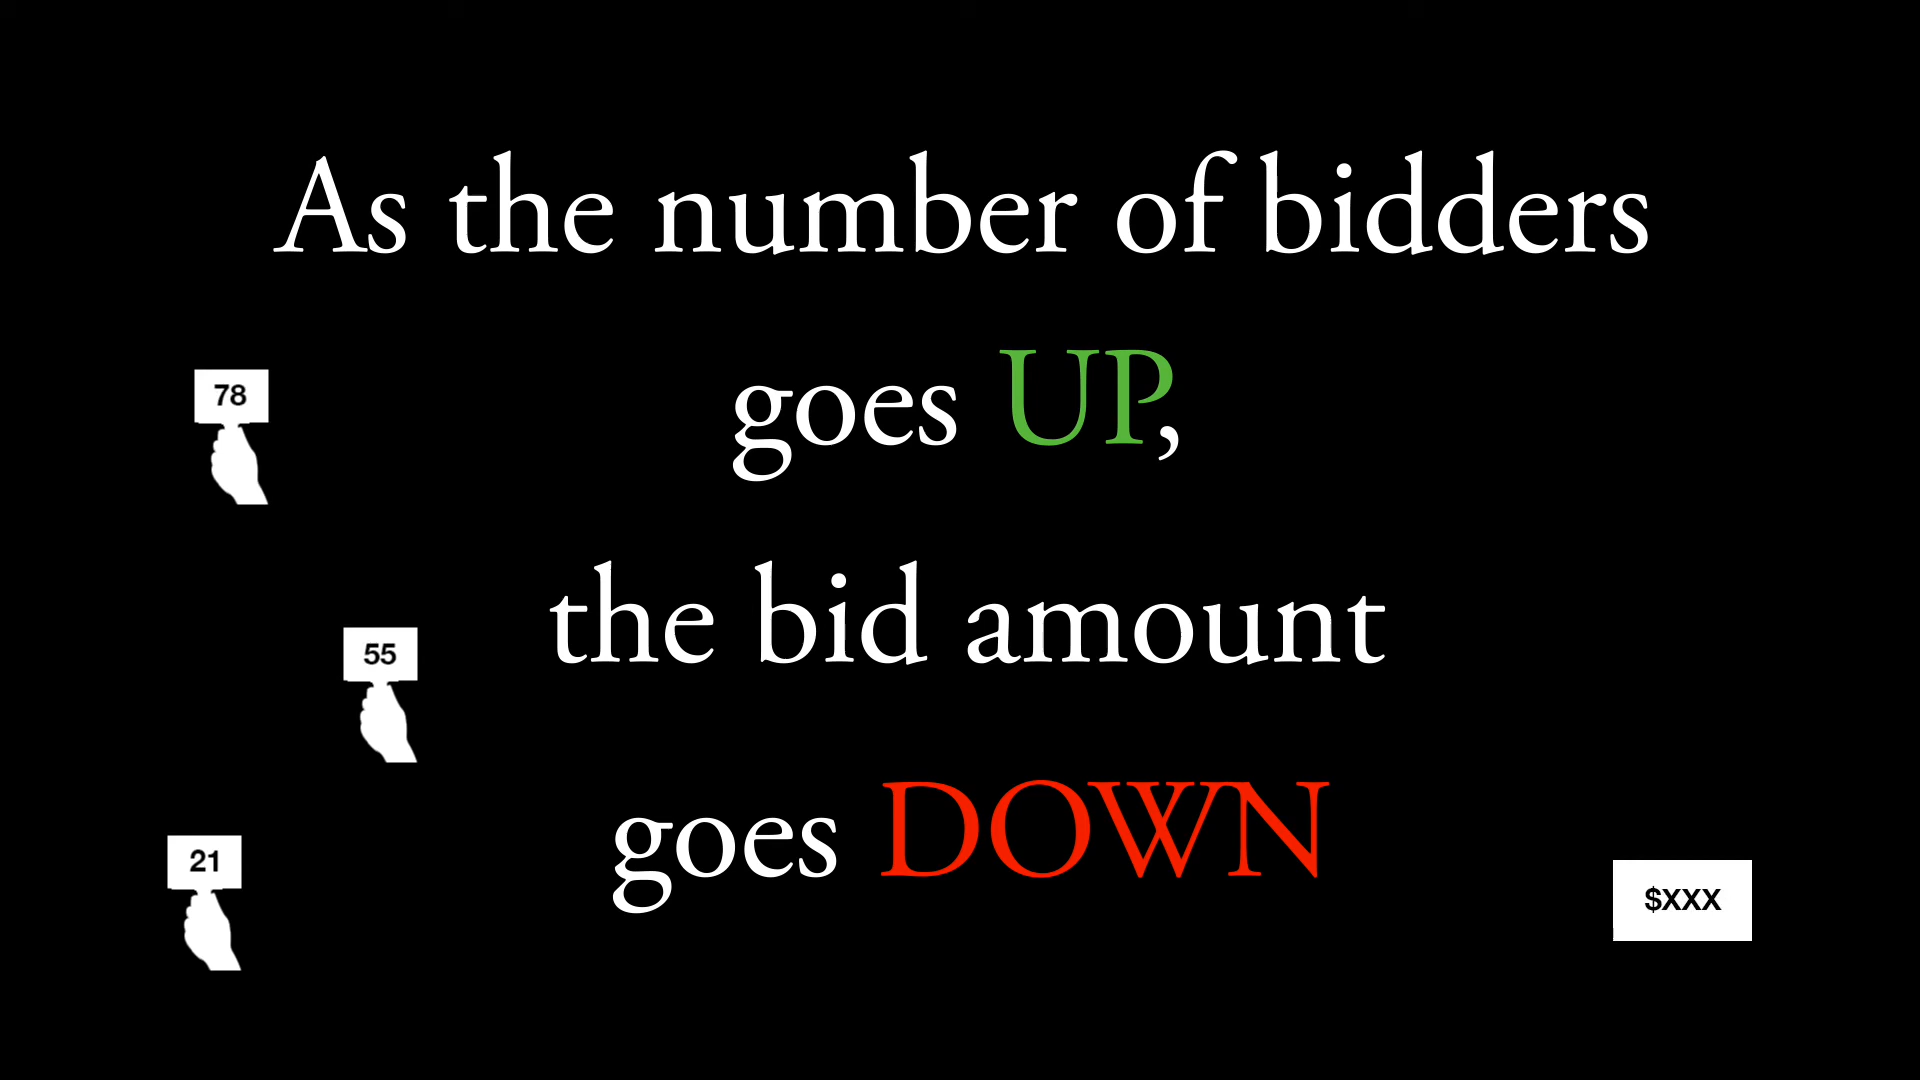 As the number of bidders
goes UP,
78
the bid amount
55
goes DOWN
21
$XXX